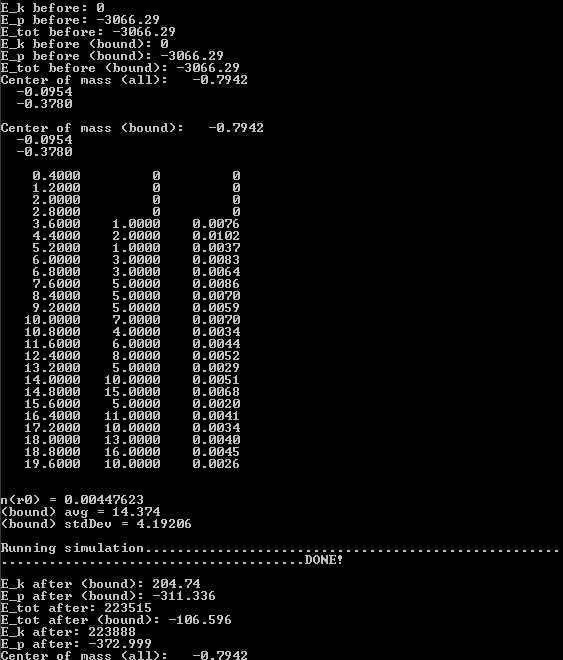 E_k before: 0
E_p before: -3066.29
E_tot before: -3066.29
E_k before (bound): 0
E_p before (bound): -3066.29
E_tot before (bound): -3066.29
Center of mass (all): -0.7942
-0.0954
-0.3780
Center of mass (bound): -0.7942
-0.0954
-0.3780
0.4000 0 0
1.2000 0 0
2.0000 0 0
2.8000 0 0
3.6000 1.0000 0.0076
4.4000 2.0000 0.0102
5.2000 1.0000 0.0037
6.0000 3.0000 0.0083
6.8000 3.0000 0.0064
7.6000 5.0000 0.0086
8.4000 5.0000 0.0070
9.2000 5.0000 0.0059
10.0000 7.0000 0.0070
10.8000 4.0000 0.0034
11.6000 6.0000 0.0044
12.4000 8.0000 0.0052
13.2000 5.0000 0.0029
14.0000 10.0000 0.0051
14.8000 15.0000 0.0068
15.6000 5.0000 0.0020
16.4000 11.0000 0.0041
17.2000 10.0000 0.0034
18.0000 13.0000 0.0040
18.8000 16.0000 0.0045
19.6000 10.0000 0.0026
n(r0) = 0.00447623
(bound) avg = 14.374
(bound) stdDev = 4.19206
Running simulation....................................................
......................................DONE!
E_k after (bound): 204.74
E_p after (bound): -311.336
E_tot after: 223515
E_tot after (bound): -106.596
E_k after: 223888
E_p after: -372.999
Center of mass (all): -0.7942